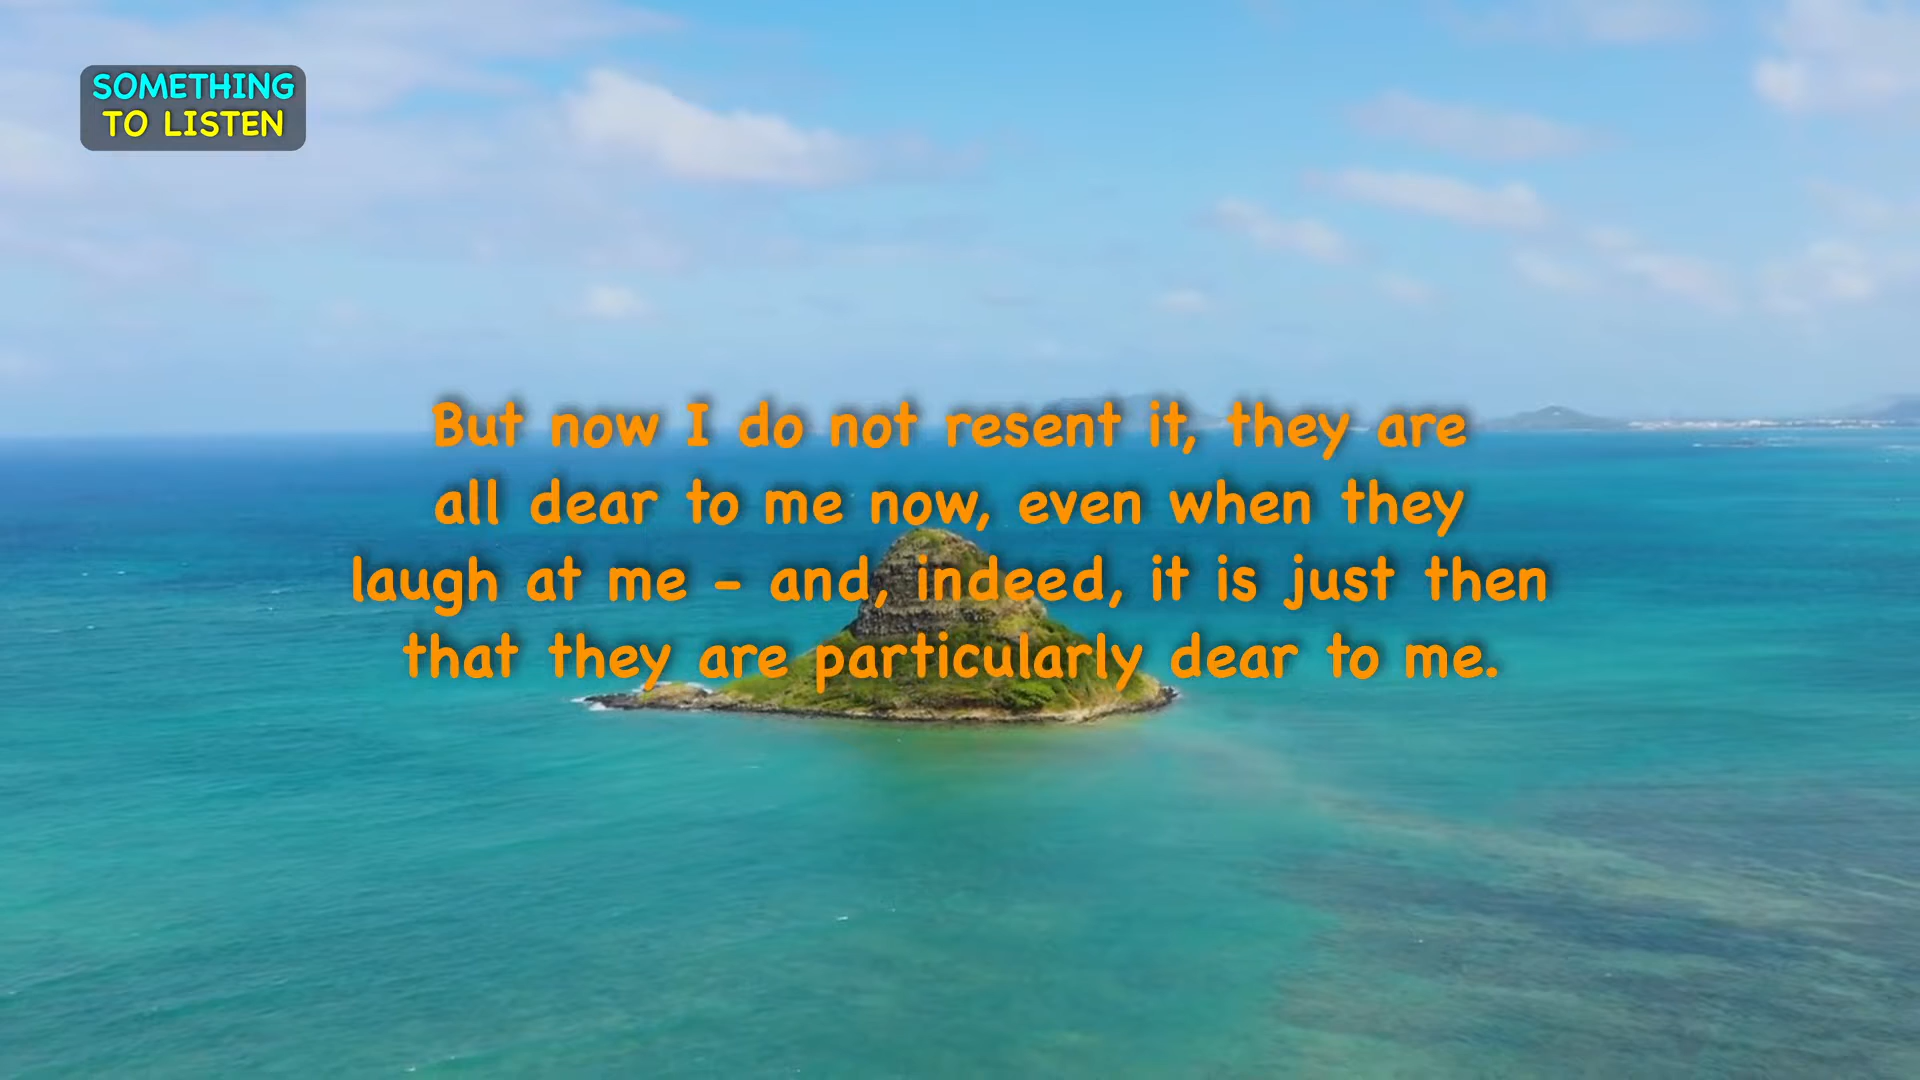 SOMETHING
TO LISTEN
But now I do not resent it, they are
all dear to me now, even when they
laugh at me - and, indeed, it is just then
that they are particularly dear to me.